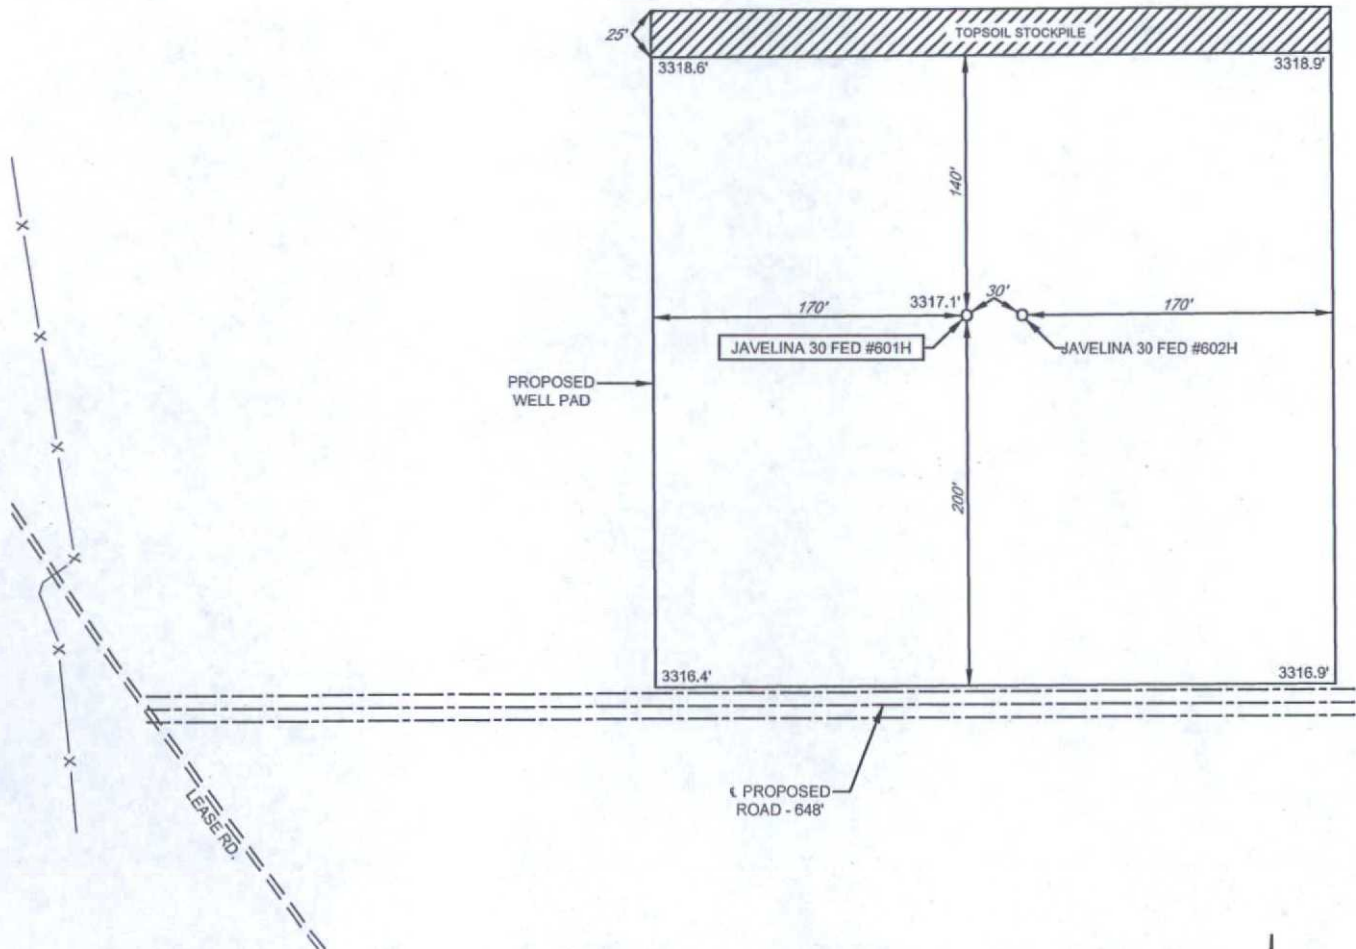 TOPSOIL STOCKPILE
25'
3318.6'
3318.9'
140'
170'
3317.1'
30'
170'
JAVELINA 30 FED #601H
JAVELINA 30 FED #602H
PROPOSED
WELL PAD
200'
3316.4'
3316.9'
℄ PROPOSED
ROAD - 648'
LEASE RD.
X
X
X
X
X
X